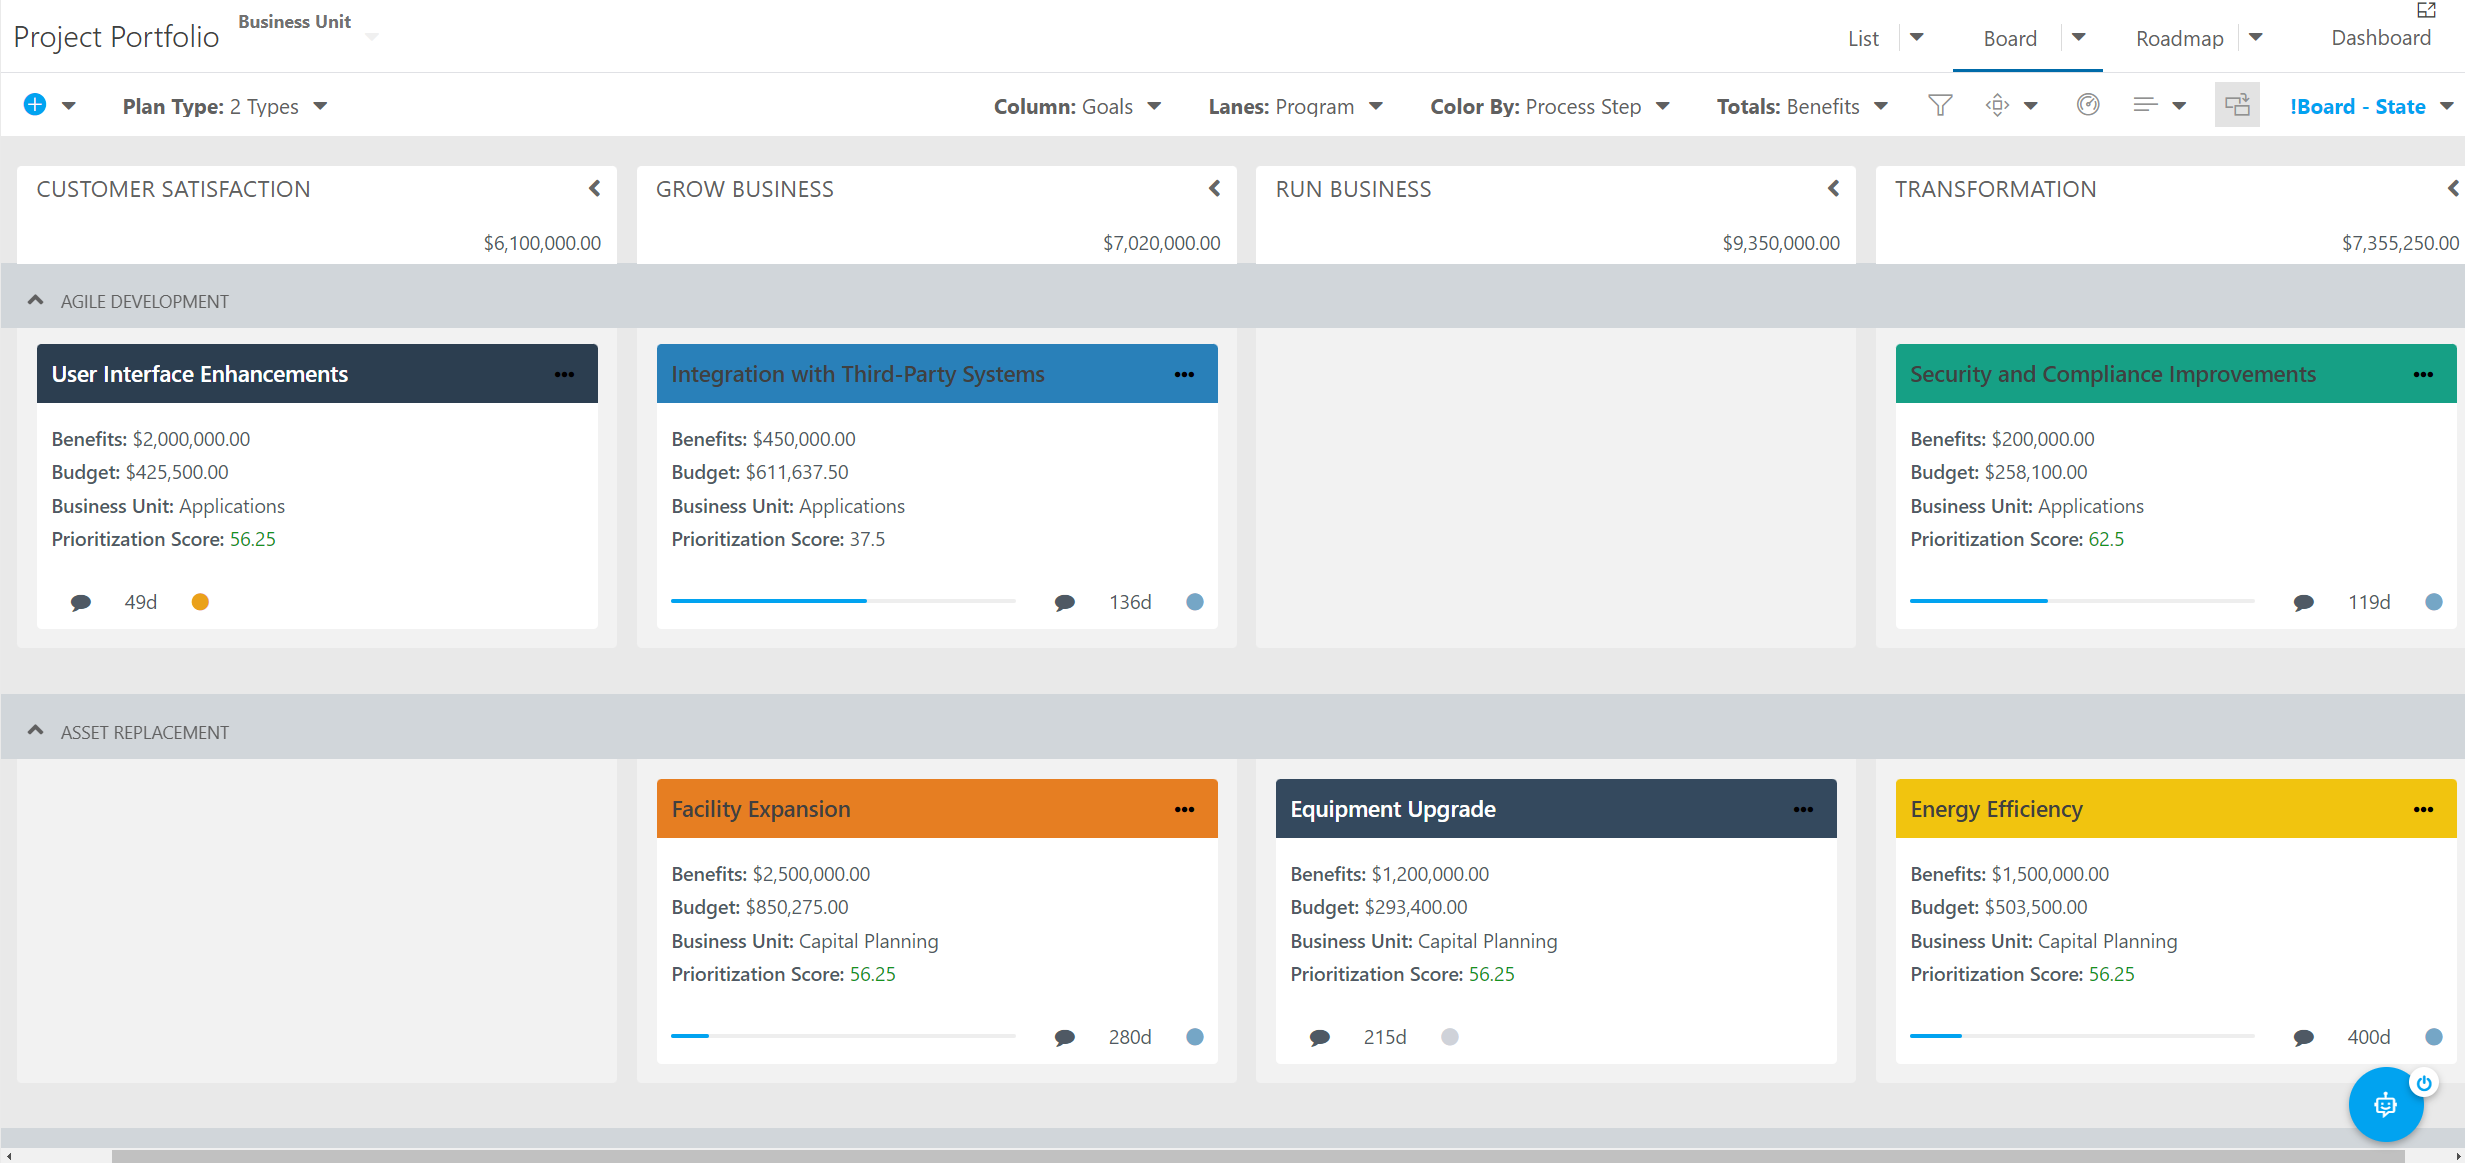 Project Portfolio
Business Unit
List
Board
Roadmap
Dashboard
Plan Type: 2 Types
Column: Goals
Lanes: Program
Color By: Process Step
Totals: Benefits
!Board - State
CUSTOMER SATISFACTION
$6,100,000.00
GROW BUSINESS
$7,020,000.00
RUN BUSINESS
$9,350,000.00
TRANSFORMATION
$7,355,250.00
AGILE DEVELOPMENT
User Interface Enhancements
Benefits: $2,000,000.00
Budget: $425,500.00
Business Unit: Applications
Prioritization Score: 56.25
49d
Integration with Third-Party Systems
Benefits: $450,000.00
Budget: $611,637.50
Business Unit: Applications
Prioritization Score: 37.5
136d
Security and Compliance Improvements
Benefits: $200,000.00
Budget: $258,100.00
Business Unit: Applications
Prioritization Score: 62.5
119d
ASSET REPLACEMENT
Facility Expansion
Benefits: $2,500,000.00
Budget: $850,275.00
Business Unit: Capital Planning
Prioritization Score: 56.25
280d
Equipment Upgrade
Benefits: $1,200,000.00
Budget: $293,400.00
Business Unit: Capital Planning
Prioritization Score: 56.25
215d
Energy Efficiency
Benefits: $1,500,000.00
Budget: $503,500.00
Business Unit: Capital Planning
Prioritization Score: 56.25
400d